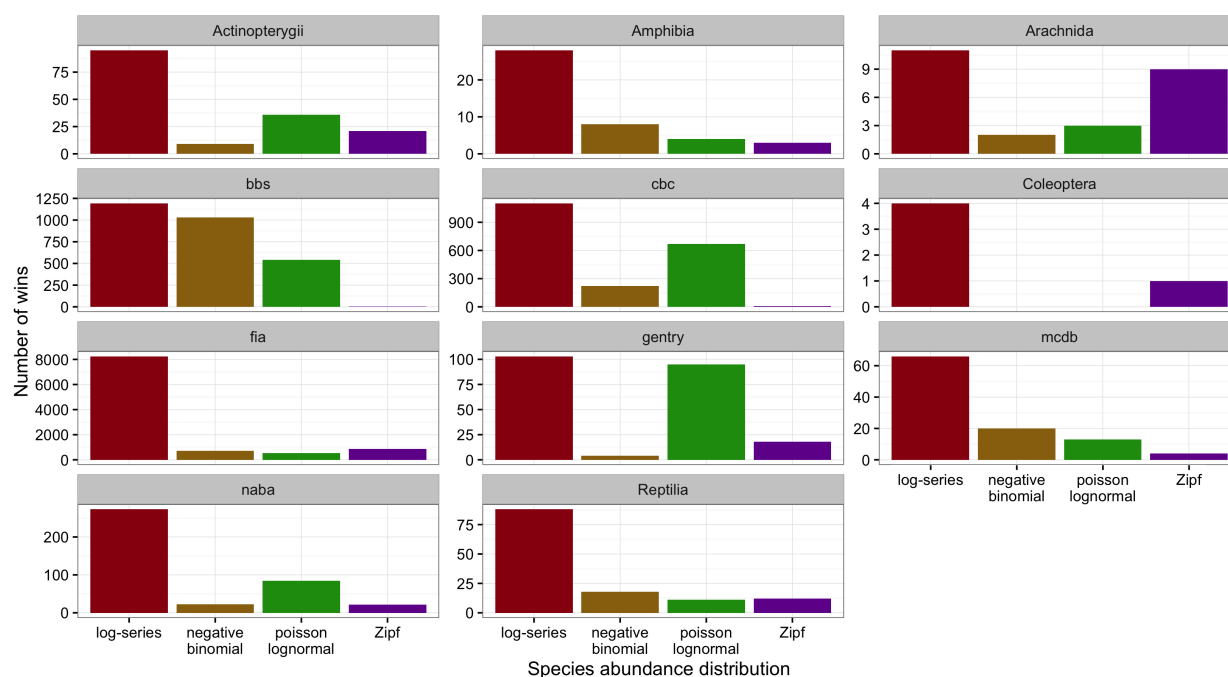 Actinopterygii
Amphibia
Arachnida
75
50
25
0
20
10
0
9
6
3
0
bbs
cbc
Coleoptera
1250
1000
750
500
250
0
900
600
300
0
4
3
2
1
0
Number of wins
fia
gentry
mcdb
8000
6000
4000
2000
0
100
75
50
25
0
60
40
20
0
log-series
negative
binomial
poisson
lognormal
Zipf
naba
Reptilia
200
100
0
75
50
25
0
log-series
negative
binomial
poisson
lognormal
Zipf
log-series
negative
binomial
poisson
lognormal
Zipf
Species abundance distribution